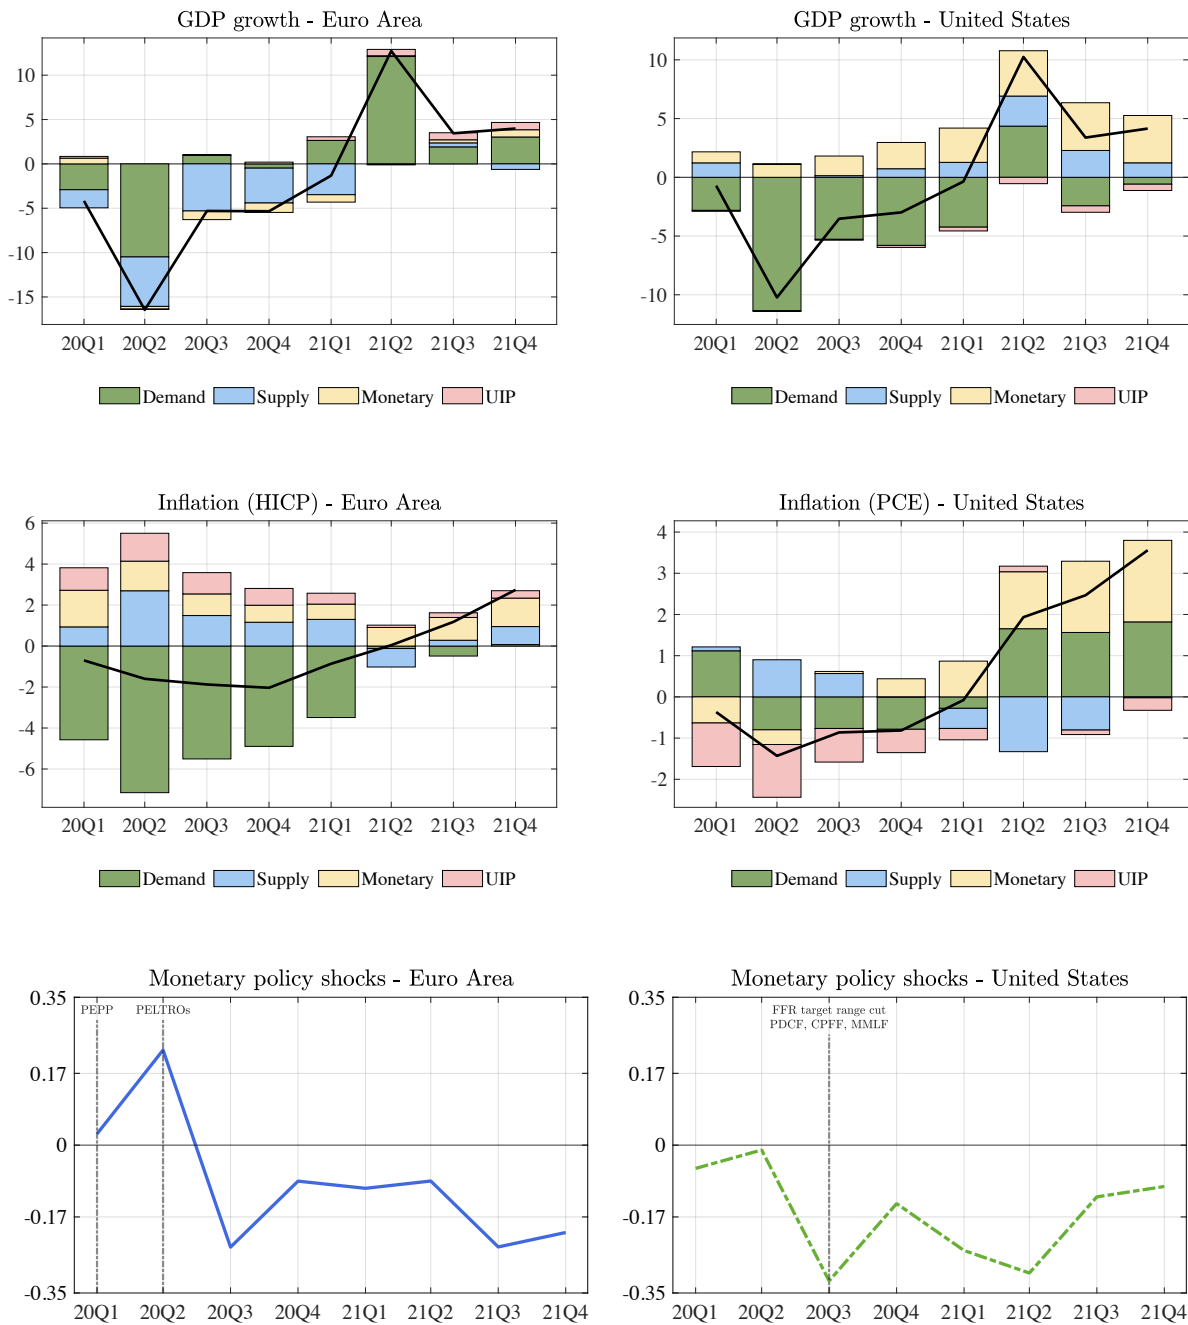 GDP growth - Euro Area
10
5
0
-5
-10
-15
20Q1 20Q2 20Q3 20Q4 21Q1 21Q2 21Q3 21Q4
Demand Supply Monetary UIP
GDP growth - United States
10
5
0
-5
-10
20Q1 20Q2 20Q3 20Q4 21Q1 21Q2 21Q3 21Q4
Demand Supply Monetary UIP
Inflation (HICP) - Euro Area
6
4
2
0
-2
-4
-6
20Q1 20Q2 20Q3 20Q4 21Q1 21Q2 21Q3 21Q4
Demand Supply Monetary UIP
Inflation (PCE) - United States
4
3
2
1
0
-1
-2
20Q1 20Q2 20Q3 20Q4 21Q1 21Q2 21Q3 21Q4
Demand Supply Monetary UIP
Monetary policy shocks - Euro Area
0.35
PEPP PELTROs
0.17
0
-0.17
-0.35
20Q1 20Q2 20Q3 20Q4 21Q1 21Q2 21Q3 21Q4
Monetary policy shocks - United States
0.35
FFR target range cut
PDCF, CPFF, MMLF
0.17
0
-0.17
-0.35
20Q1 20Q2 20Q3 20Q4 21Q1 21Q2 21Q3 21Q4